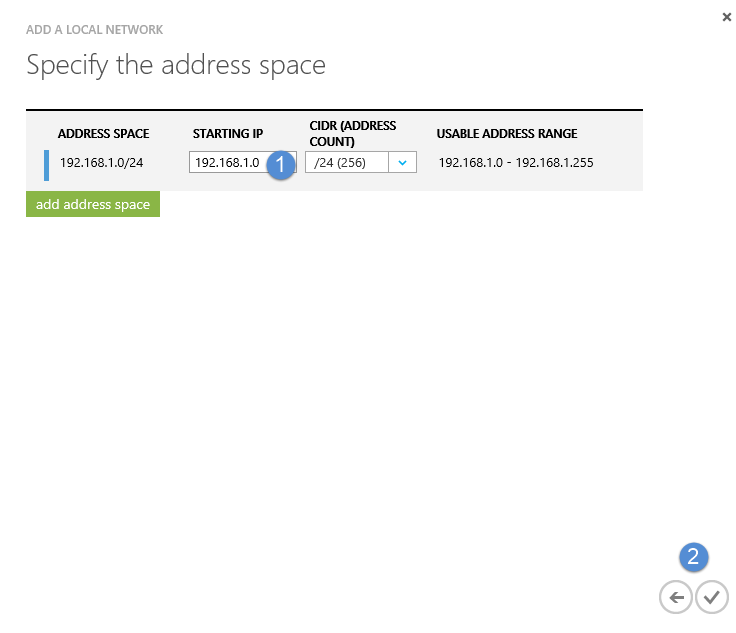 ADD A LOCAL NETWORK
Specify the address space
ADDRESS SPACE STARTING IP CIDR (ADDRESS COUNT) USABLE ADDRESS RANGE
192.168.1.0/24 192.168.1.0 1 /24 (256) 192.168.1.0 - 192.168.1.255
add address space
2